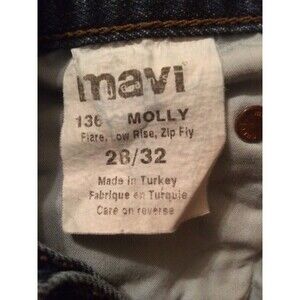 mavi
136 MOLLY
Flare, Low Rise, Zip Fly
28/32
Made in Turkey
Fabrique en Turquie
Care on reverse